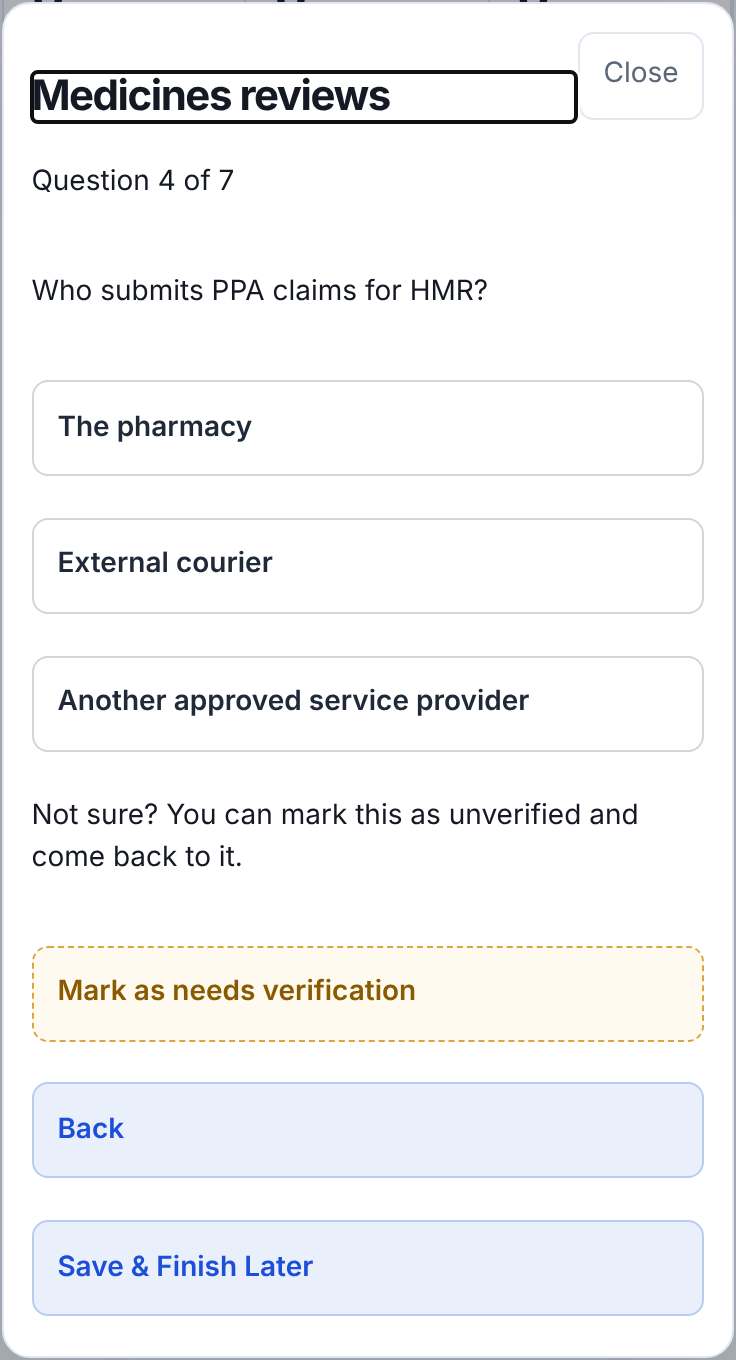 Medicines reviews
Close
Question 4 of 7
Who submits PPA claims for HMR?
The pharmacy
External courier
Another approved service provider
Not sure? You can mark this as unverified and
come back to it.
Mark as needs verification
Back
Save & Finish Later